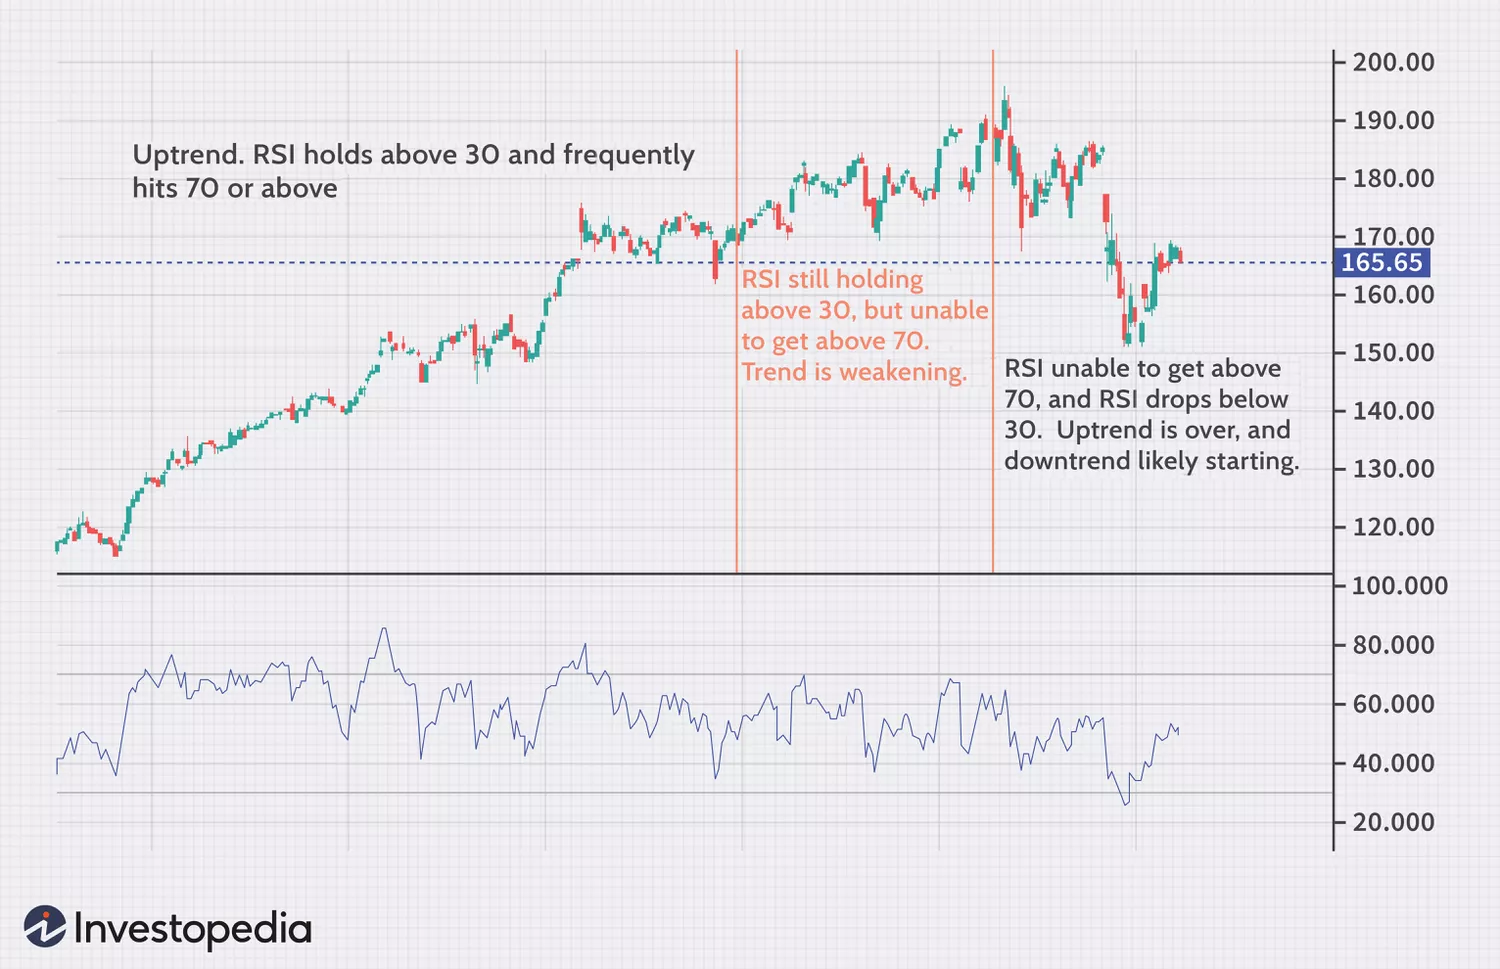 Uptrend. RSI holds above 30 and frequently
hits 70 or above
RSI still holding
above 30, but unable
to get above 70.
Trend is weakening.
RSI unable to get above
70, and RSI drops below
30.  Uptrend is over, and
downtrend likely starting.
200.00
190.00
180.00
170.00
165.65
160.00
150.00
140.00
130.00
120.00
100.000
80.000
60.000
40.000
20.000
Investopedia